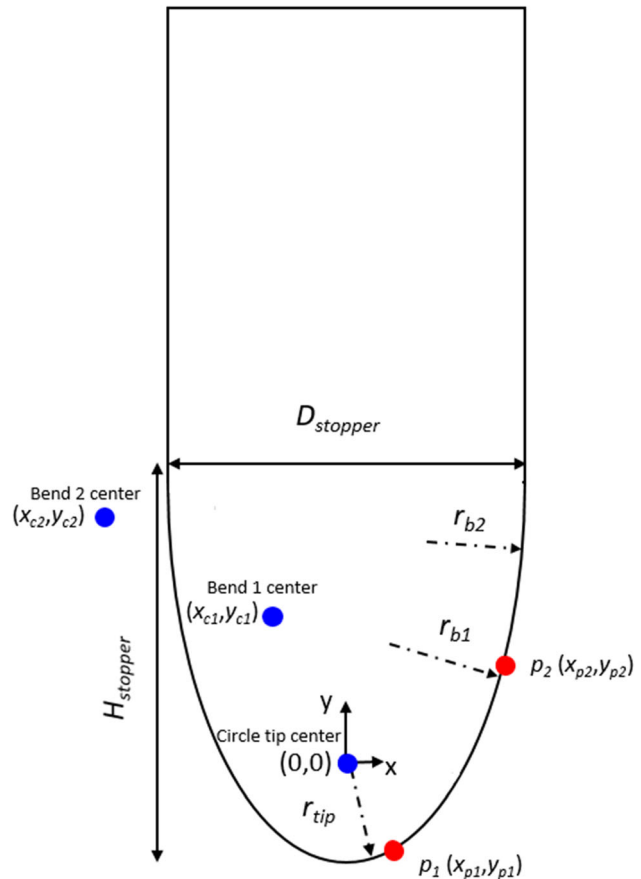 D_stopper
Bend 2 center
(x_c2,y_c2)
r_b2
Bend 1 center
(x_c1,y_c1)
r_b1
p_2 (x_p2,y_p2)
H_stopper
y
Circle tip center
(0,0)
x
r_tip
p_1 (x_p1,y_p1)